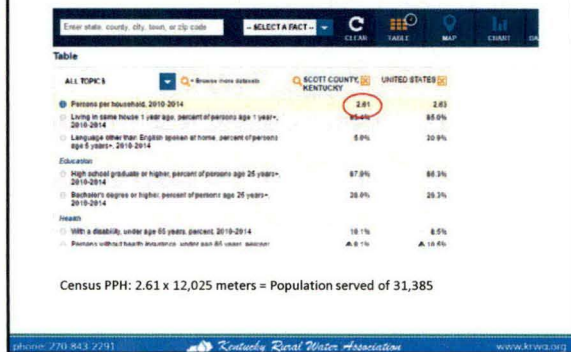 Enter state, county, city, town, or zip code
-- SELECT A FACT --
CLEAR
TABLE
MAP
CHART
DA
Table
ALL TOPICS
Browse more datasets
SCOTT COUNTY, KENTUCKY
UNITED STATES
Persons per household, 2010-2014 2.61 2.63
Living in same house 1 year ago, percent of persons age 1 year+, 2010-2014 85.0%
Language other than English spoken at home, percent of persons age 5 years+, 2010-2014 5.8% 20.9%
Education
High school graduate or higher, percent of persons age 25 years+, 2010-2014 87.9% 86.3%
Bachelor's degree or higher, percent of persons age 25 years+, 2010-2014 29.3%
Health
With a disability, under age 65 years, percent, 2010-2014 10.1% 8.5%
Persons without health insurance, under age 65 years, percent
Census PPH: 2.61 x 12,025 meters = Population served of 31,385
phone: 270.843.2291
Kentucky Rural Water Association
www.krwa.org